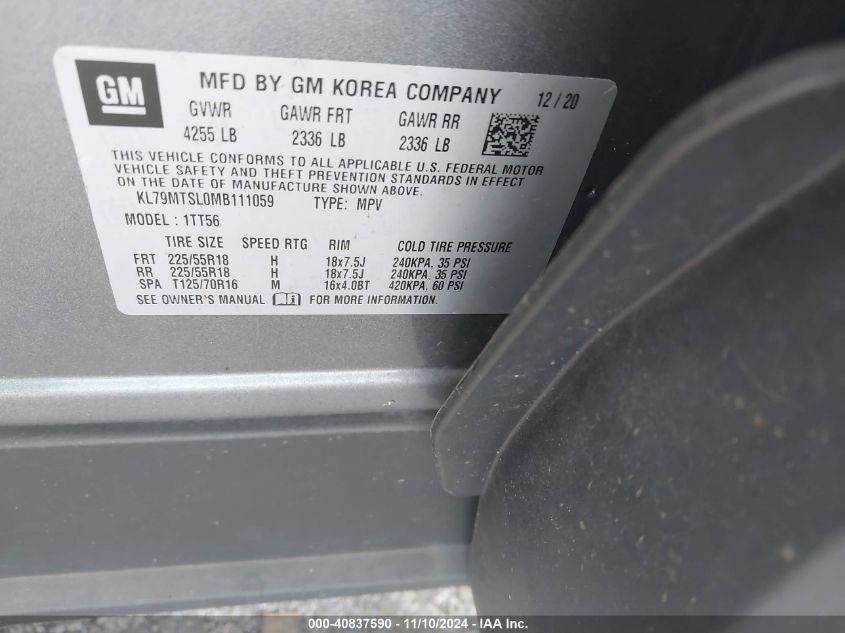 GM
MFD BY GM KOREA COMPANY 12/20
GVWR GAWR FRT GAWR RR
4255 LB 2336 LB 2336 LB
THIS VEHICLE CONFORMS TO ALL APPLICABLE U.S. FEDERAL MOTOR
VEHICLE SAFETY AND THEFT PREVENTION STANDARDS IN EFFECT
ON THE DATE OF MANUFACTURE SHOWN ABOVE.
KL79MTSL0MB111059 TYPE: MPV
MODEL : 1TT56
TIRE SIZE SPEED RTG RIM COLD TIRE PRESSURE
FRT 225/55R18 H 18x7.5J 240KPA, 35 PSI
RR 225/55R18 H 18x7.5J 240KPA, 35 PSI
SPA T125/70R16 M 16x4.0BT 420KPA, 60 PSI
SEE OWNER'S MANUAL FOR MORE INFORMATION.
000-40837590 - 11/10/2024 - IAA Inc.